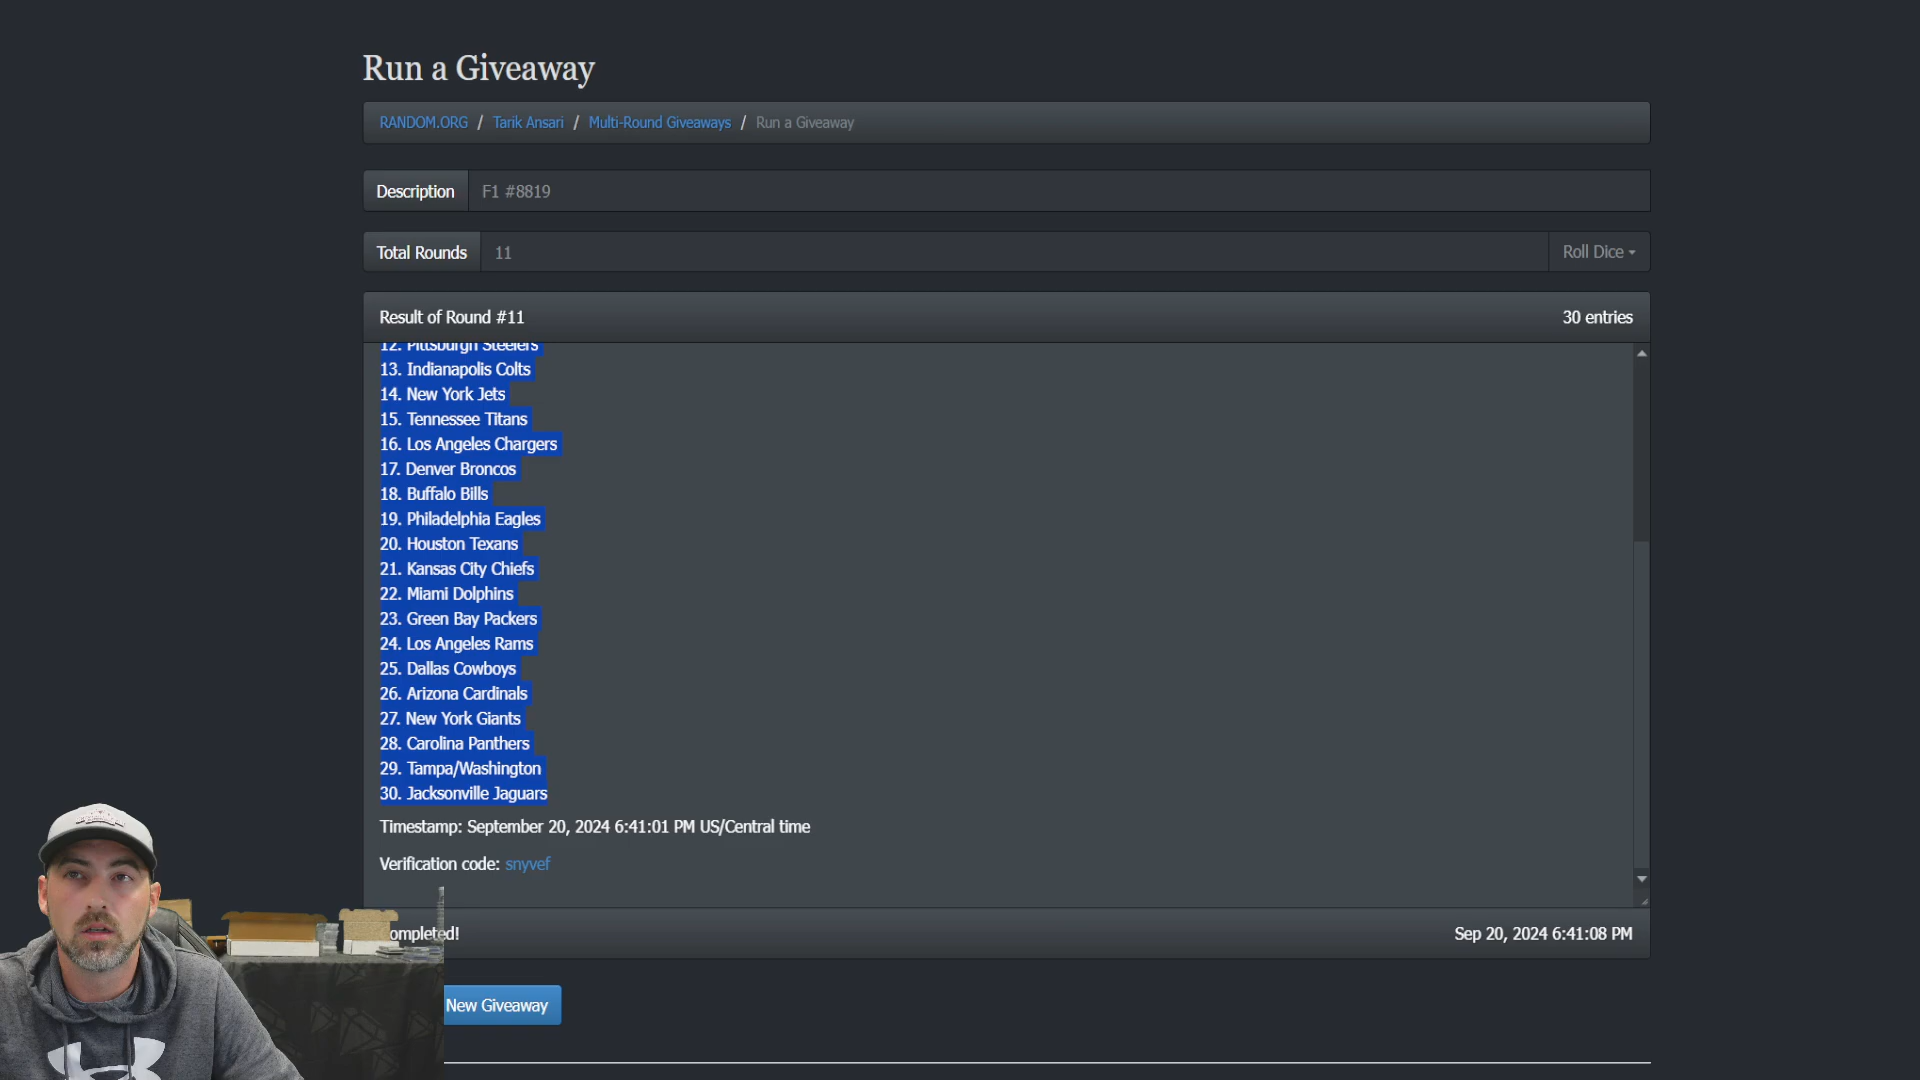 Run a Giveaway
RANDOM.ORG / Tarik Ansari / Multi-Round Giveaways / Run a Giveaway
Description F1 #8819
Total Rounds 11 Roll Dice
Result of Round #11 30 entries
12. Pittsburgh Steelers
13. Indianapolis Colts
14. New York Jets
15. Tennessee Titans
16. Los Angeles Chargers
17. Denver Broncos
18. Buffalo Bills
19. Philadelphia Eagles
20. Houston Texans
21. Kansas City Chiefs
22. Miami Dolphins
23. Green Bay Packers
24. Los Angeles Rams
25. Dallas Cowboys
26. Arizona Cardinals
27. New York Giants
28. Carolina Panthers
29. Tampa/Washington
30. Jacksonville Jaguars
Timestamp: September 20, 2024 6:41:01 PM US/Central time
Verification code: snyvef
ompleted! Sep 20, 2024 6:41:08 PM
New Giveaway